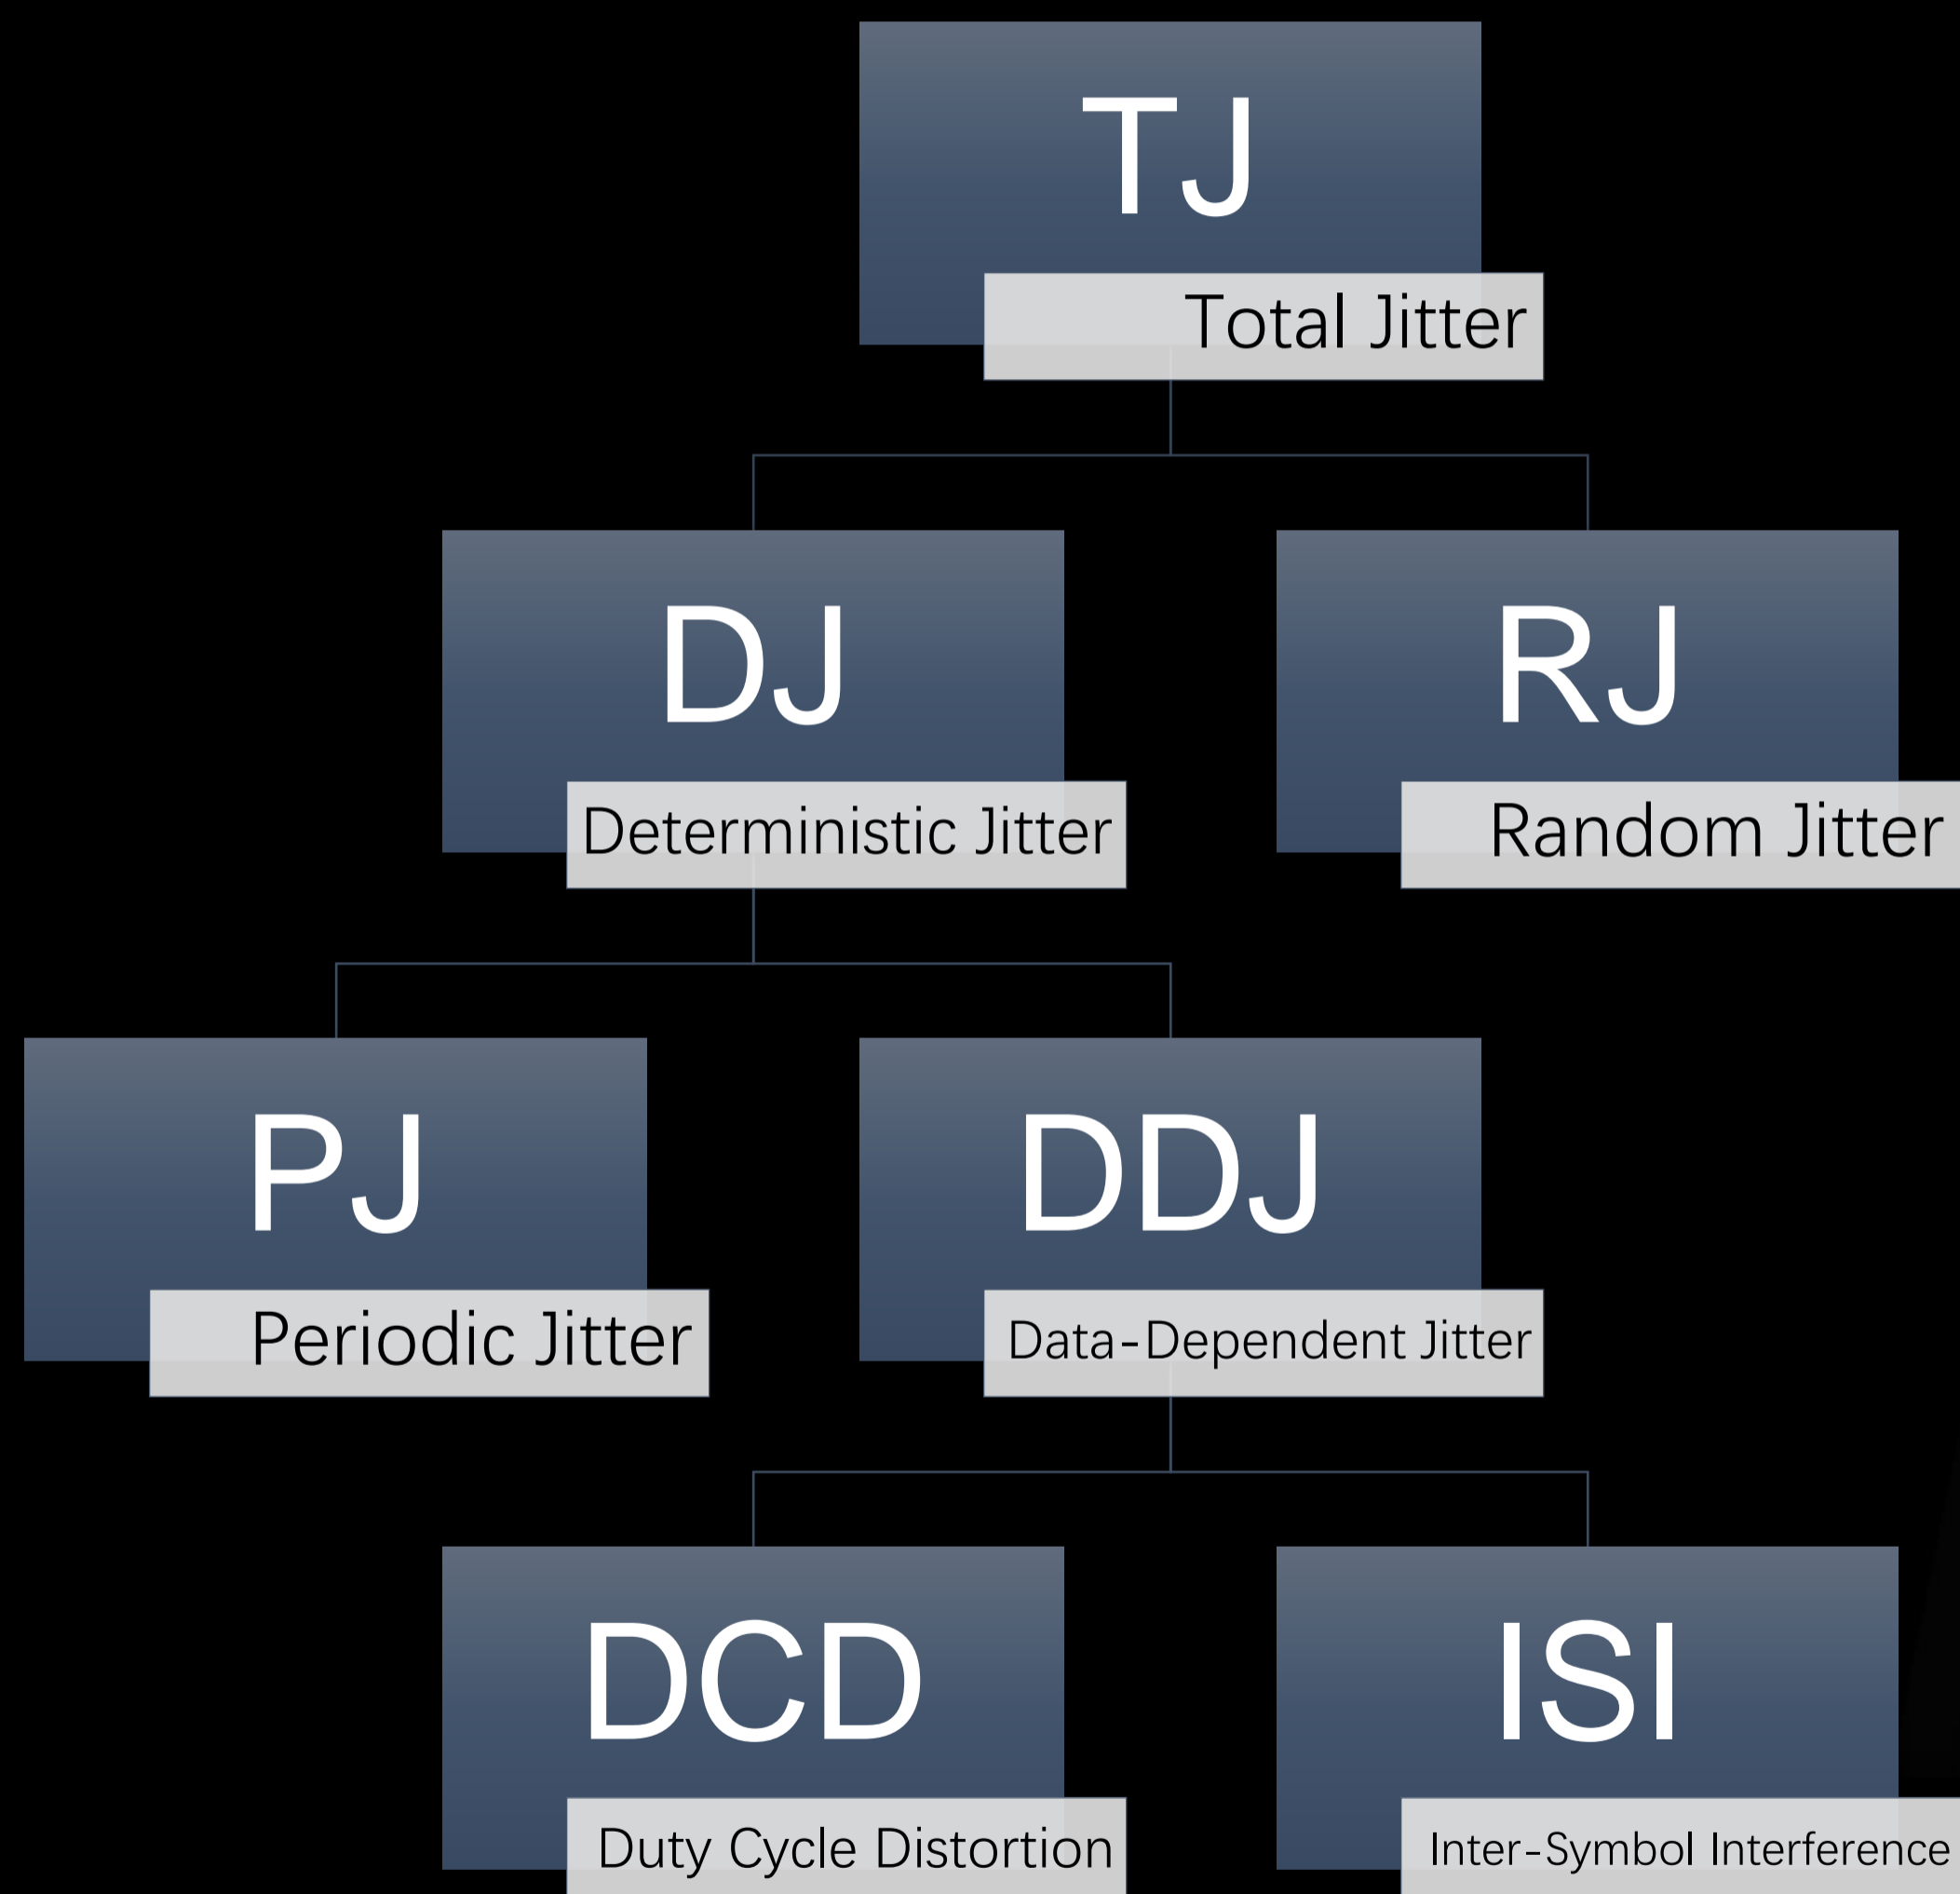 TJ
Total Jitter
DJ
Deterministic Jitter
RJ
Random Jitter
PJ
Periodic Jitter
DDJ
Data-Dependent Jitter
DCD
Duty Cycle Distortion
ISI
Inter-Symbol Interference